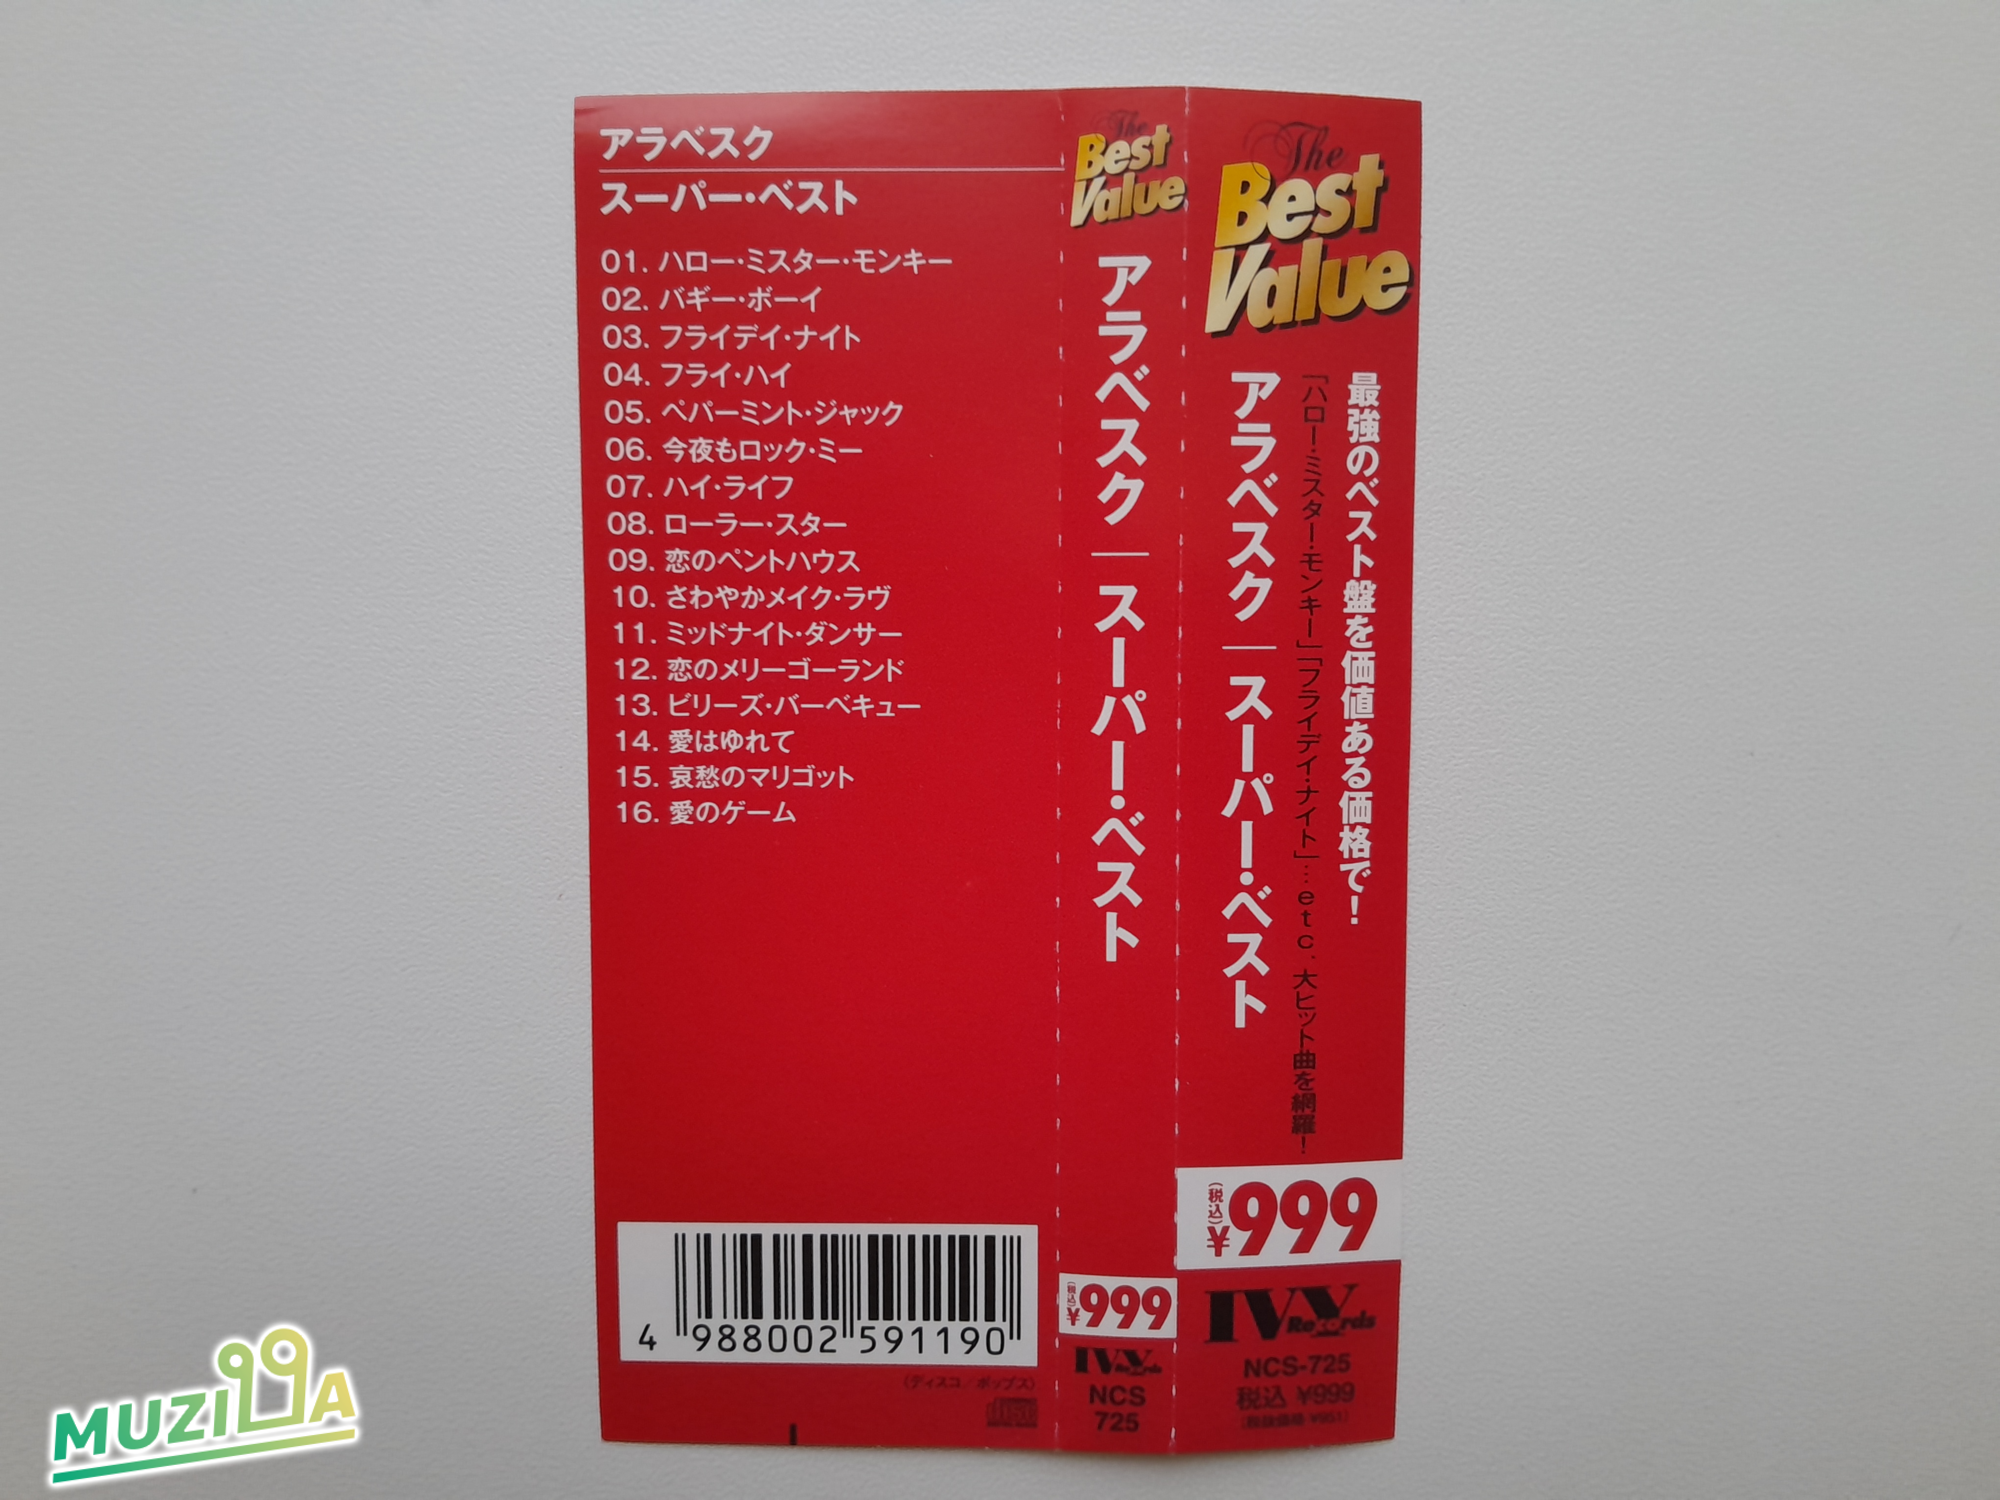 アラベスク
スーパー・ベスト
01. ハロー・ミスター・モンキー
02. バギー・ボーイ
03. フライデイ・ナイト
04. フライ・ハイ
05. ペパーミント・ジャック
06. 今夜もロック・ミー
07. ハイ・ライフ
08. ローラー・スター
09. 恋のペントハウス
10. さわやかメイク・ラヴ
11. ミッドナイト・ダンサー
12. 恋のメリーゴーランド
13. ビリーズ・バーベキュー
14. 愛はゆれて
15. 哀愁のマリゴット
16. 愛のゲーム
4 988002 591190
(ディスコ/ポップス)
The
Best
Value
アラベスク|スーパー・ベスト
(税込)¥999
IVY
Records
NCS
725
The
Best
Value
最強のベスト盤を価値ある価格で!
「ハロー・ミスター・モンキー」「フライデイ・ナイト」…etc. 大ヒット曲を網羅!
アラベスク|スーパー・ベスト
(税込)¥999
IVY
Records
NCS-725
税込 ¥999
(税抜価格 ¥951)
MUZILLA